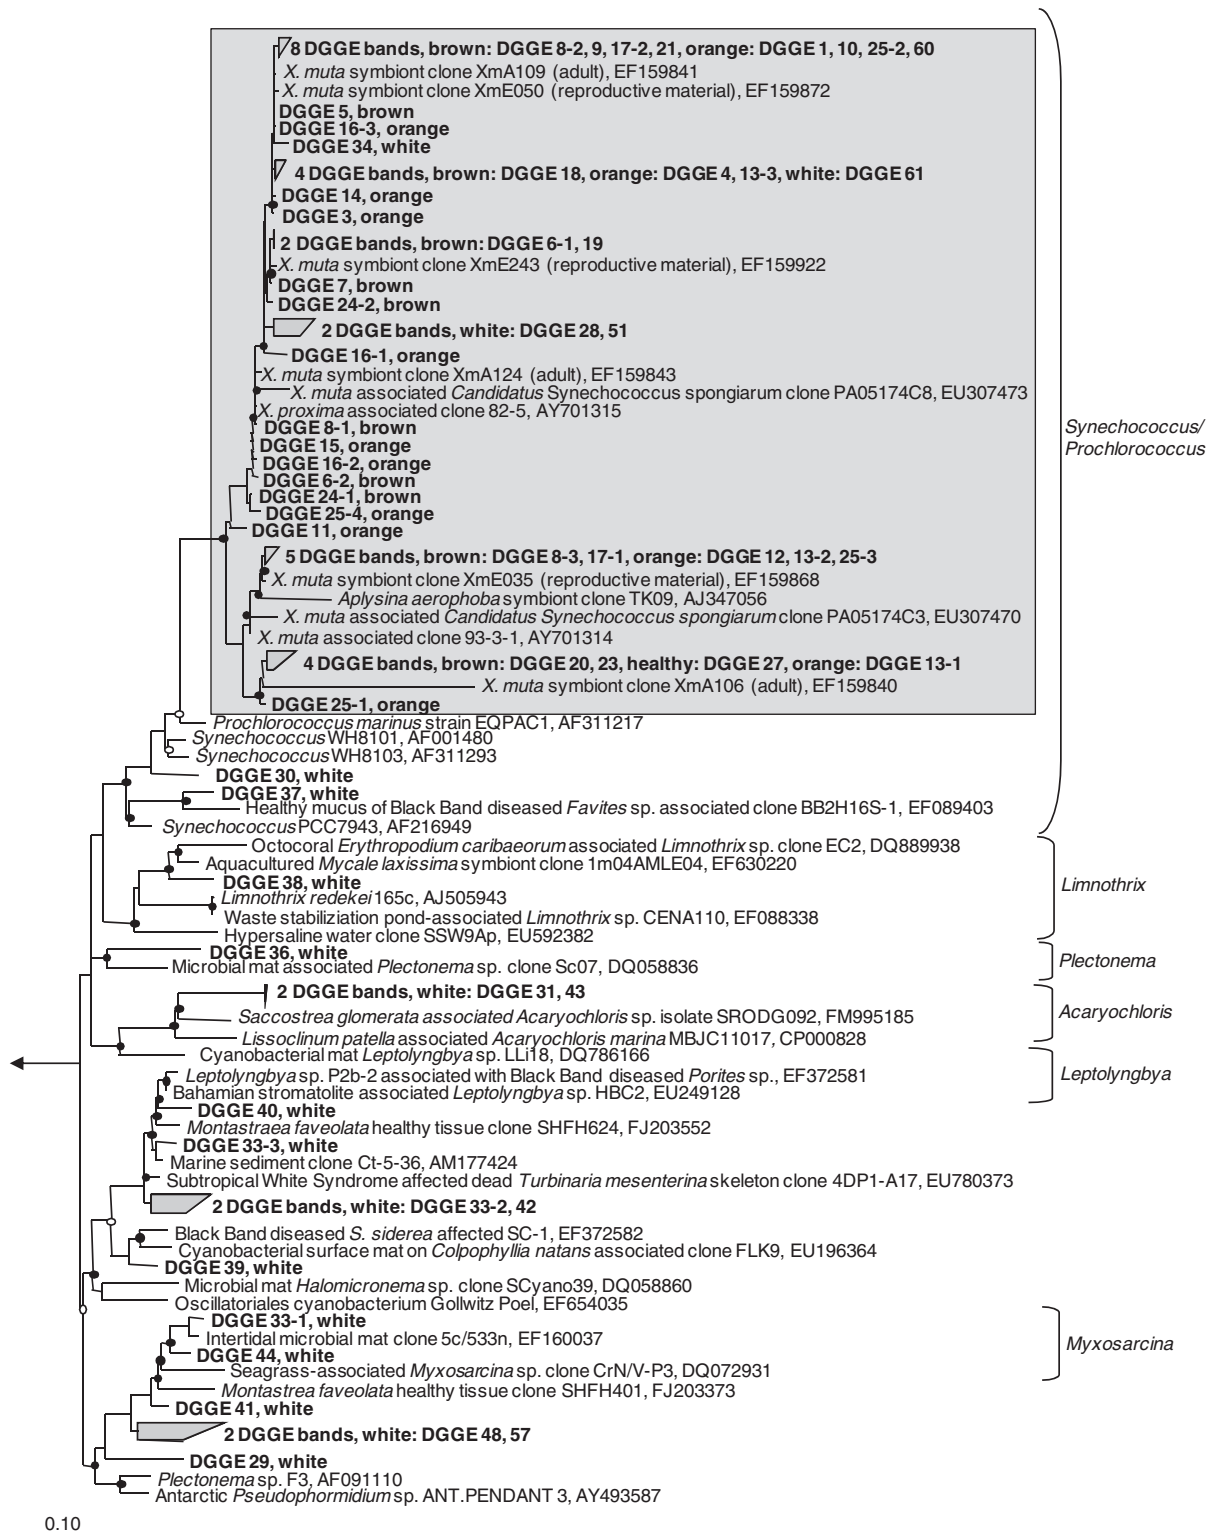 8 DGGE bands, brown: DGGE 8-2, 9, 17-2, 21, orange: DGGE 1, 10, 25-2, 60
X. muta symbiont clone XmA109 (adult), EF159841
X. muta symbiont clone XmE050 (reproductive material), EF159872
DGGE 5, brown
DGGE 16-3, orange
DGGE 34, white
4 DGGE bands, brown: DGGE 18, orange: DGGE 4, 13-3, white: DGGE 61
DGGE 14, orange
DGGE 3, orange
2 DGGE bands, brown: DGGE 6-1, 19
X. muta symbiont clone XmE243 (reproductive material), EF159922
DGGE 7, brown
DGGE 24-2, brown
2 DGGE bands, white: DGGE 28, 51
DGGE 16-1, orange
X. muta symbiont clone XmA124 (adult), EF159843
X. muta associated Candidatus Synechococcus spongiarum clone PA05174C8, EU307473
X. proxima associated clone 82-5, AY701315
DGGE 8-1, brown
DGGE 15, orange
DGGE 16-2, orange
DGGE 6-2, brown
DGGE 24-1, brown
DGGE 25-4, orange
DGGE 11, orange
5 DGGE bands, brown: DGGE 8-3, 17-1, orange: DGGE 12, 13-2, 25-3
X. muta symbiont clone XmE035 (reproductive material), EF159868
Aplysina aerophoba symbiont clone TK09, AJ347056
X. muta associated Candidatus Synechococcus spongiarum clone PA05174C3, EU307470
X. muta associated clone 93-3-1, AY701314
4 DGGE bands, brown: DGGE 20, 23, healthy: DGGE 27, orange: DGGE 13-1
X. muta symbiont clone XmA106 (adult), EF159840
DGGE 25-1, orange
Prochlorococcus marinus strain EQPAC1, AF311217
Synechococcus WH8101, AF001480
Synechococcus WH8103, AF311293
DGGE 30, white
DGGE 37, white
Healthy mucus of Black Band diseased Favites sp. associated clone BB2H16S-1, EF089403
Synechococcus PCC7943, AF216949
Synechococcus/
Prochlorococcus
Octocoral Erythropodium caribaeorum associated Limnothrix sp. clone EC2, DQ889938
Aquacultured Mycale laxissima symbiont clone 1m04AMLE04, EF630220
DGGE 38, white
Limnothrix redekei 165c, AJ505943
Waste stabiliziation pond-associated Limnothrix sp. CENA110, EF088338
Hypersaline water clone SSW9Ap, EU592382
Limnothrix
DGGE 36, white
Microbial mat associated Plectonema sp. clone Sc07, DQ058836
Plectonema
2 DGGE bands, white: DGGE 31, 43
Saccostrea glomerata associated Acaryochloris sp. isolate SRODG092, FM995185
Lissoclinum patella associated Acaryochloris marina MBJC11017, CP000828
Acaryochloris
Cyanobacterial mat Leptolyngbya sp. LLi18, DQ786166
Leptolyngbya sp. P2b-2 associated with Black Band diseased Porites sp., EF372581
Bahamian stromatolite associated Leptolyngbya sp. HBC2, EU249128
Leptolyngbya
DGGE 40, white
Montastraea faveolata healthy tissue clone SHFH624, FJ203552
DGGE 33-3, white
Marine sediment clone Ct-5-36, AM177424
Subtropical White Syndrome affected dead Turbinaria mesenterina skeleton clone 4DP1-A17, EU780373
2 DGGE bands, white: DGGE 33-2, 42
Black Band diseased S. siderea affected SC-1, EF372582
Cyanobacterial surface mat on Colpophyllia natans associated clone FLK9, EU196364
DGGE 39, white
Microbial mat Halomicronema sp. clone SCyano39, DQ058860
Oscillatoriales cyanobacterium Gollwitz Poel, EF654035
DGGE 33-1, white
Intertidal microbial mat clone 5c/533n, EF160037
DGGE 44, white
Seagrass-associated Myxosarcina sp. clone CrN/V-P3, DQ072931
Montastrea faveolata healthy tissue clone SHFH401, FJ203373
Myxosarcina
DGGE 41, white
2 DGGE bands, white: DGGE 48, 57
DGGE 29, white
Plectonema sp. F3, AF091110
Antarctic Pseudophormidium sp. ANT.PENDANT 3, AY493587
0.10